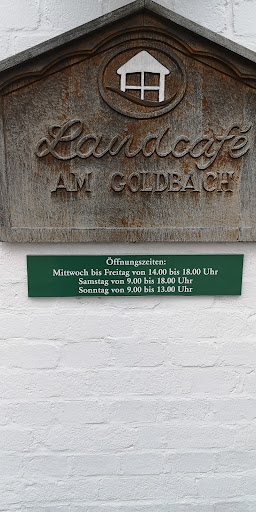 Landcafé
AM GOLDBACH
Öffnungszeiten:
Mittwoch bis Freitag von 14.00 bis 18.00 Uhr
Samstag von 9.00 bis 18.00 Uhr
Sonntag von 9.00 bis 13.00 Uhr